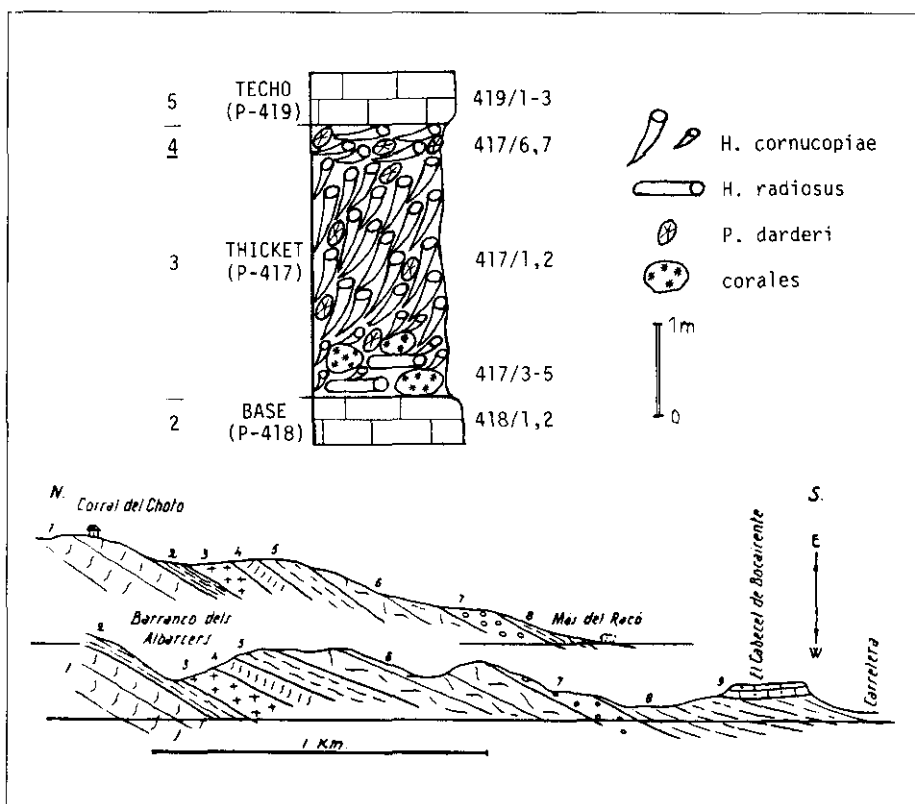 5 TECHO (P-419) 419/1-3
4 417/6,7
3 THICKET (P-417) 417/1,2
417/3-5
2 BASE (P-418) 418/1,2
H. cornucopiae
H. radiosus
P. darderi
corales
1m
0
N.
Corral del Choto
S.
1 2 3 4 5 6 7 8
Mas del Racó
E
W
El Cabecel de Bocairente
Carretera
Barranco dels
Albarcers
2 1 3 4 5 6 7 8 9
1 Km.